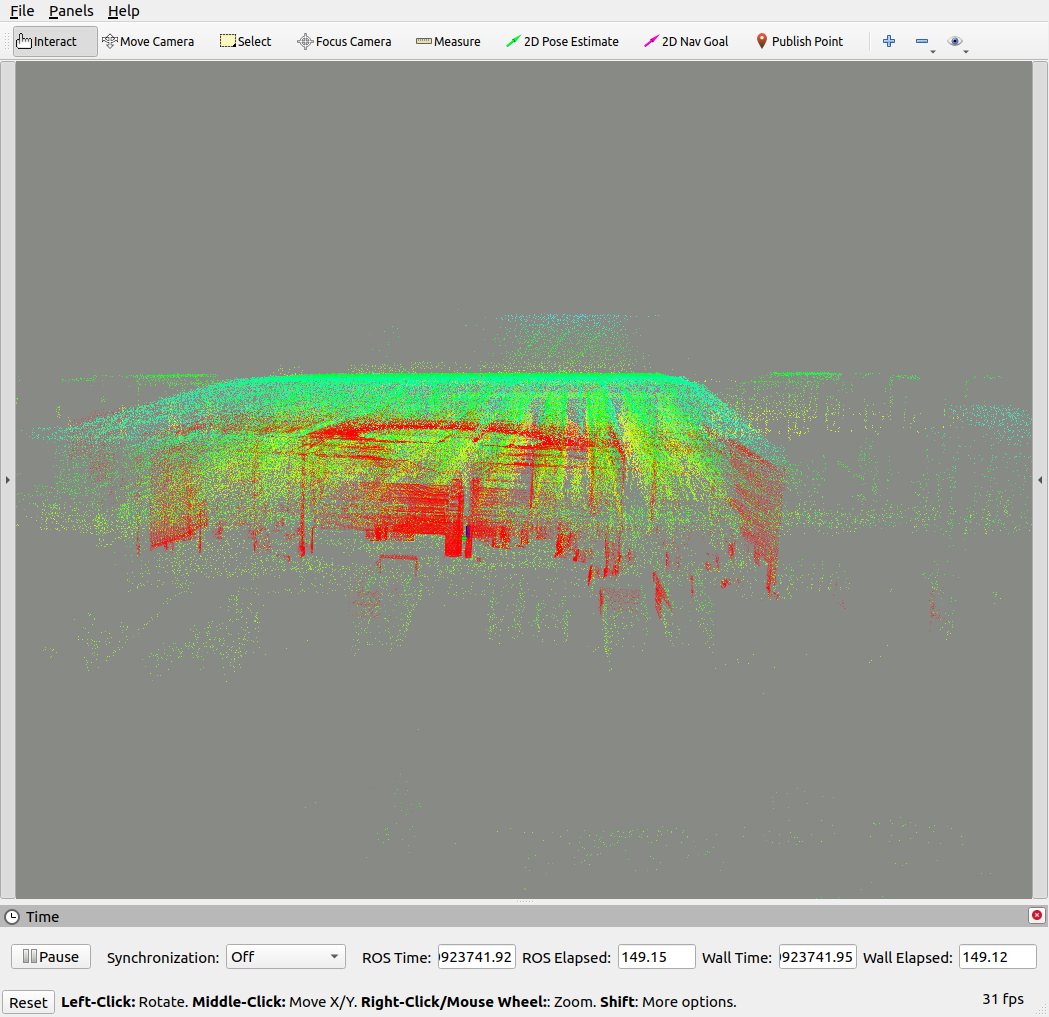 File Panels Help
Interact Move Camera Select Focus Camera Measure 2D Pose Estimate 2D Nav Goal Publish Point
Time
Pause Synchronization: Off ROS Time: 923741.92 ROS Elapsed: 149.15 Wall Time: 923741.95 Wall Elapsed: 149.12
Reset Left-Click: Rotate. Middle-Click: Move X/Y. Right-Click/Mouse Wheel:: Zoom. Shift: More options. 31 fps